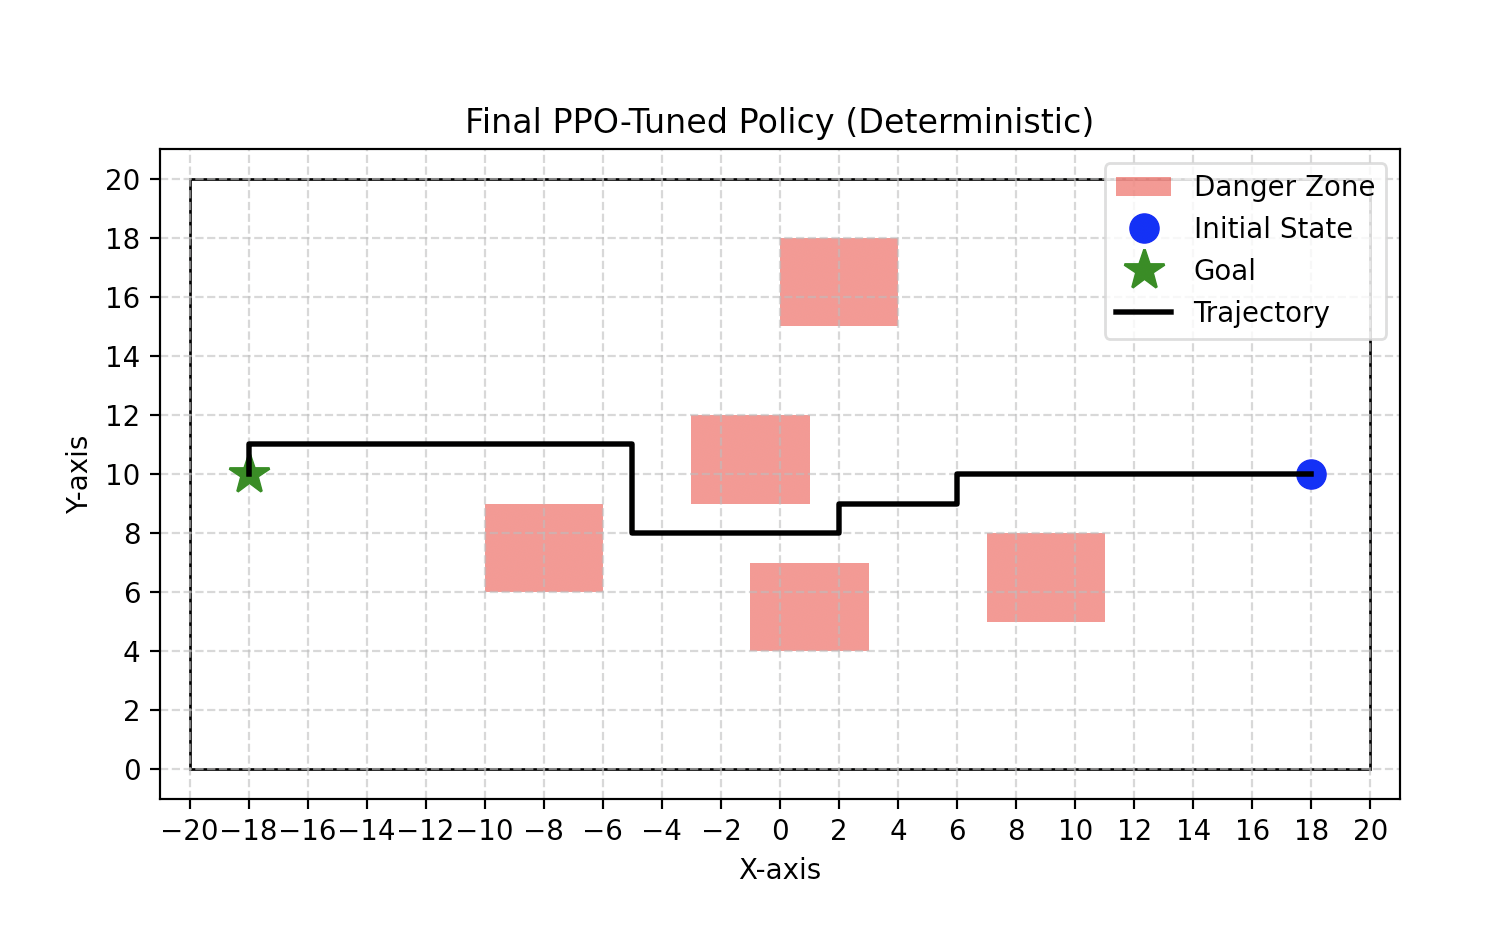 Final PPO-Tuned Policy (Deterministic)
Danger Zone
Initial State
Goal
Trajectory
Y-axis
20
18
16
14
12
10
8
6
4
2
0
−20 −18 −16 −14 −12 −10 −8 −6 −4 −2 0 2 4 6 8 10 12 14 16 18 20
X-axis